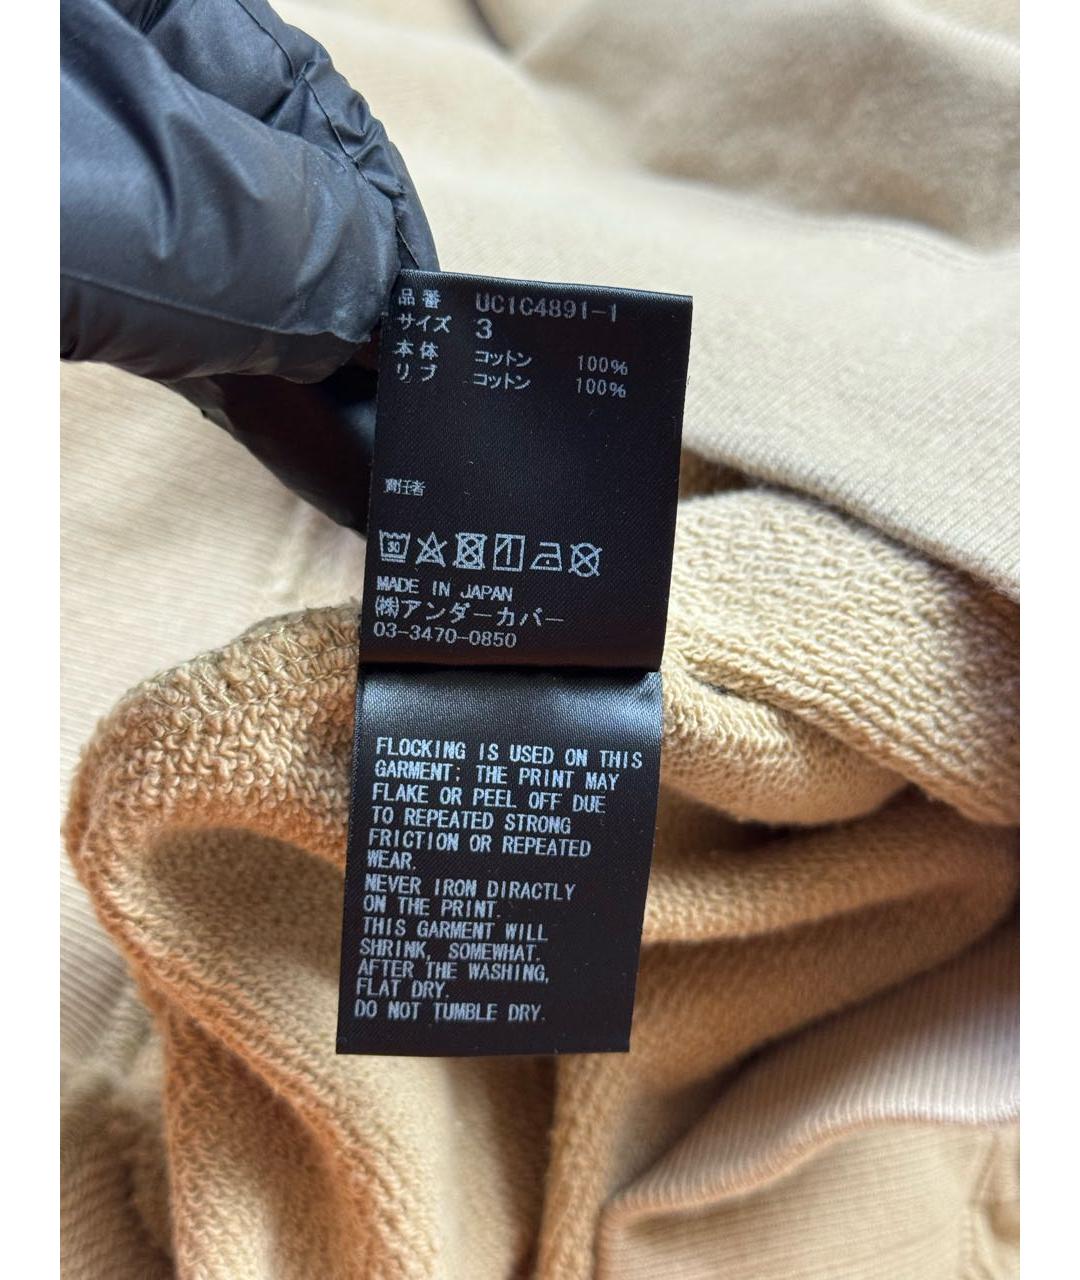 品番 UC1C4891-1
サイズ 3
本体 コットン 100%
リブ コットン 100%
責任者
30
MADE IN JAPAN
㈱アンダーカバー
03-3470-0850
FLOCKING IS USED ON THIS
GARMENT; THE PRINT MAY
FLAKE OR PEEL OFF DUE
TO REPEATED STRONG
FRICTION OR REPEATED
WEAR.
NEVER IRON DIRACTLY
ON THE PRINT.
THIS GARMENT WILL
SHRINK, SOMEWHAT.
AFTER THE WASHING,
FLAT DRY.
DO NOT TUMBLE DRY.